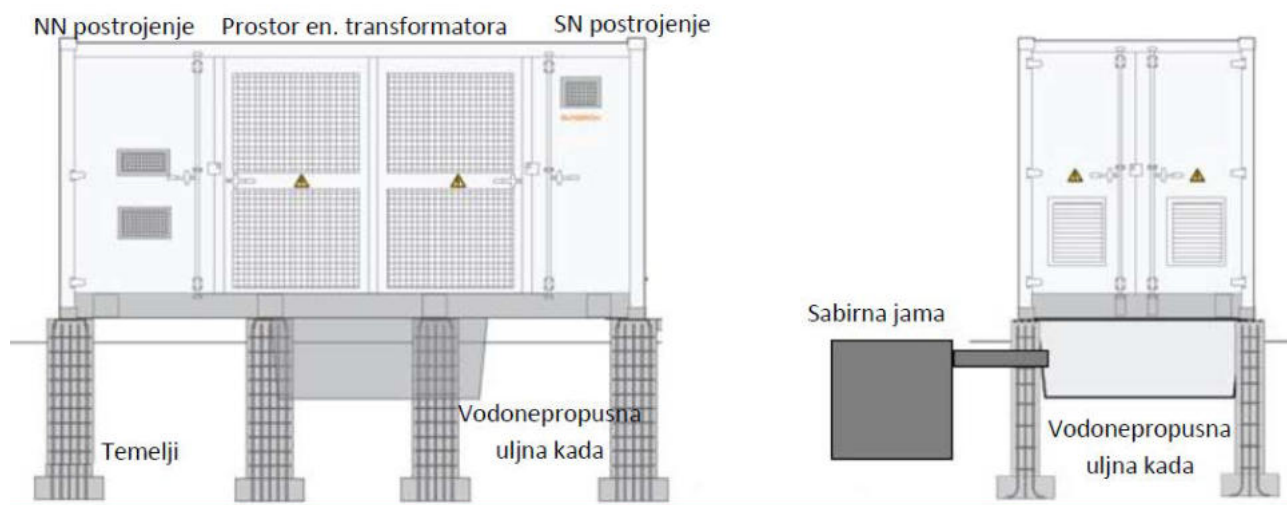 NN postrojenje
Prostor en. transformatora
SN postrojenje
Sabirna jama
Temelji
Vodonepropusna
uljna kada
Vodonepropusna
uljna kada